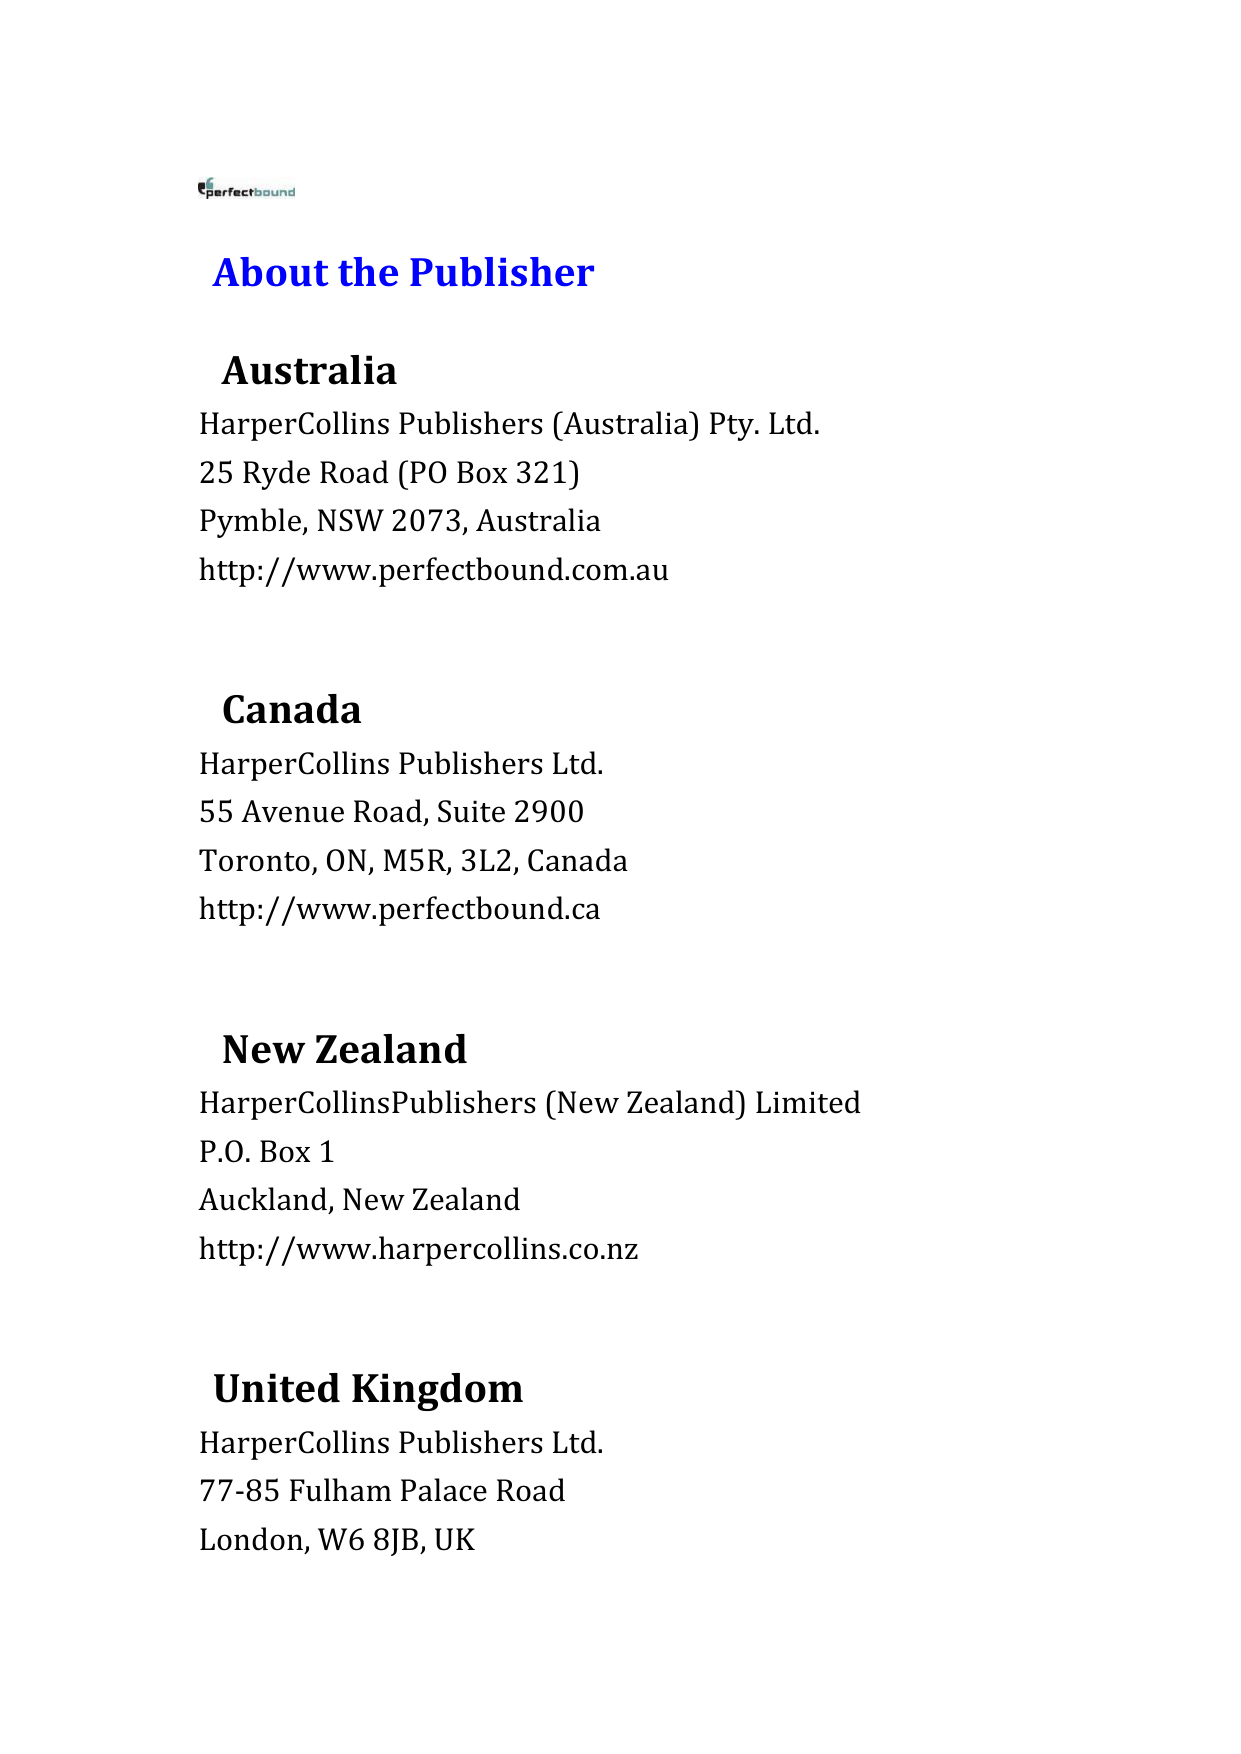 perfectbound
About the Publisher
Australia
HarperCollins Publishers (Australia) Pty. Ltd.
25 Ryde Road (PO Box 321)
Pymble, NSW 2073, Australia
http://www.perfectbound.com.au
Canada
HarperCollins Publishers Ltd.
55 Avenue Road, Suite 2900
Toronto, ON, M5R, 3L2, Canada
http://www.perfectbound.ca
New Zealand
HarperCollinsPublishers (New Zealand) Limited
P.O. Box 1
Auckland, New Zealand
http://www.harpercollins.co.nz
United Kingdom
HarperCollins Publishers Ltd.
77-85 Fulham Palace Road
London, W6 8JB, UK